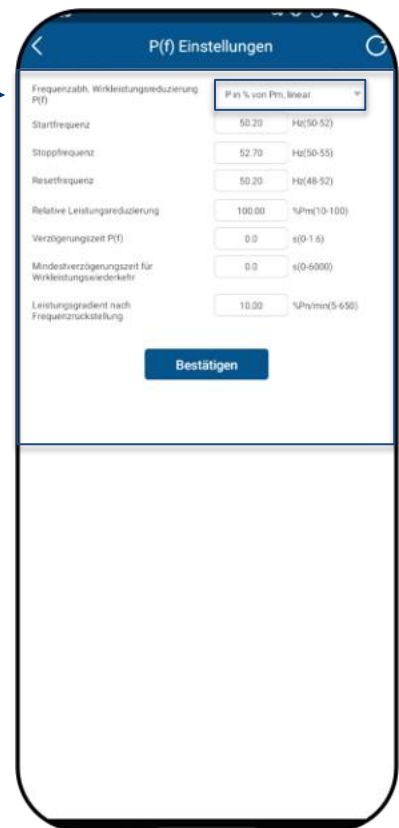 P(f) Einstellungen
Frequenzabh. Wirkleistungsreduzierung
P(f)
P in % von Pm, linear
Startfrequenz 50.20 Hz(50-52)
Stoppfrequenz 52.70 Hz(50-55)
Resetfrequenz 50.20 Hz(48-52)
Relative Leistungsreduzierung 100.00 %Pm(10-100)
Verzögerungszeit P(f) 0.0 s(0-1.6)
Mindestverzögerungszeit für
Wirkleistungswiederkehr
0.0 s(0-6000)
Leistungsgradient nach
Frequenzrückstellung
10.00 %Pn/min(5-650)
Bestätigen